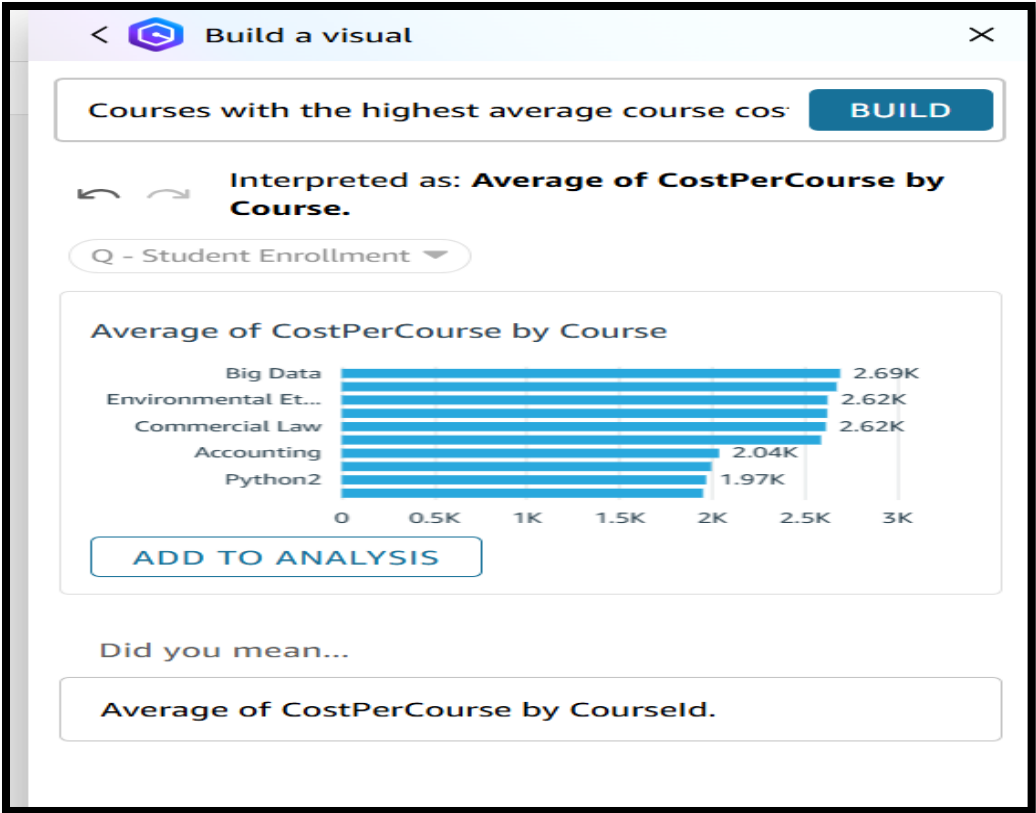 Build a visual
Courses with the highest average course cos
BUILD
Interpreted as: Average of CostPerCourse by
Course.
Q - Student Enrollment
Average of CostPerCourse by Course
Big Data 2.69K
Environmental Et... 2.62K
Commercial Law 2.62K
Accounting 2.04K
Python2 1.97K
0 0.5K 1K 1.5K 2K 2.5K 3K
ADD TO ANALYSIS
Did you mean...
Average of CostPerCourse by CourseId.